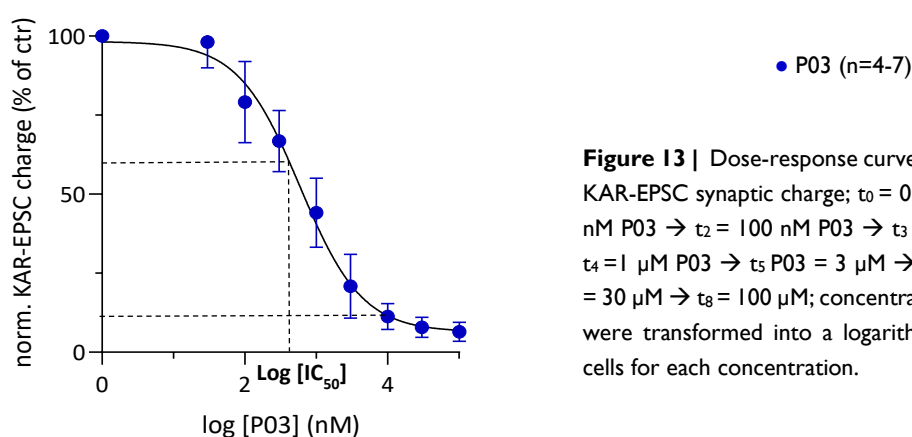 norm. KAR-EPSC charge (% of ctr)
100
50
0
0
2
4
Log [IC50]
log [P03] (nM)
P03 (n=4-7)
Figure 13 | Dose-response curve
KAR-EPSC synaptic charge; t0 = 0
nM P03 → t2 = 100 nM P03 → t3
t4 =1 µM P03 → t5 P03 = 3 µM →
= 30 µM → t8 = 100 µM; concentra
were transformed into a logarith
cells for each concentration.